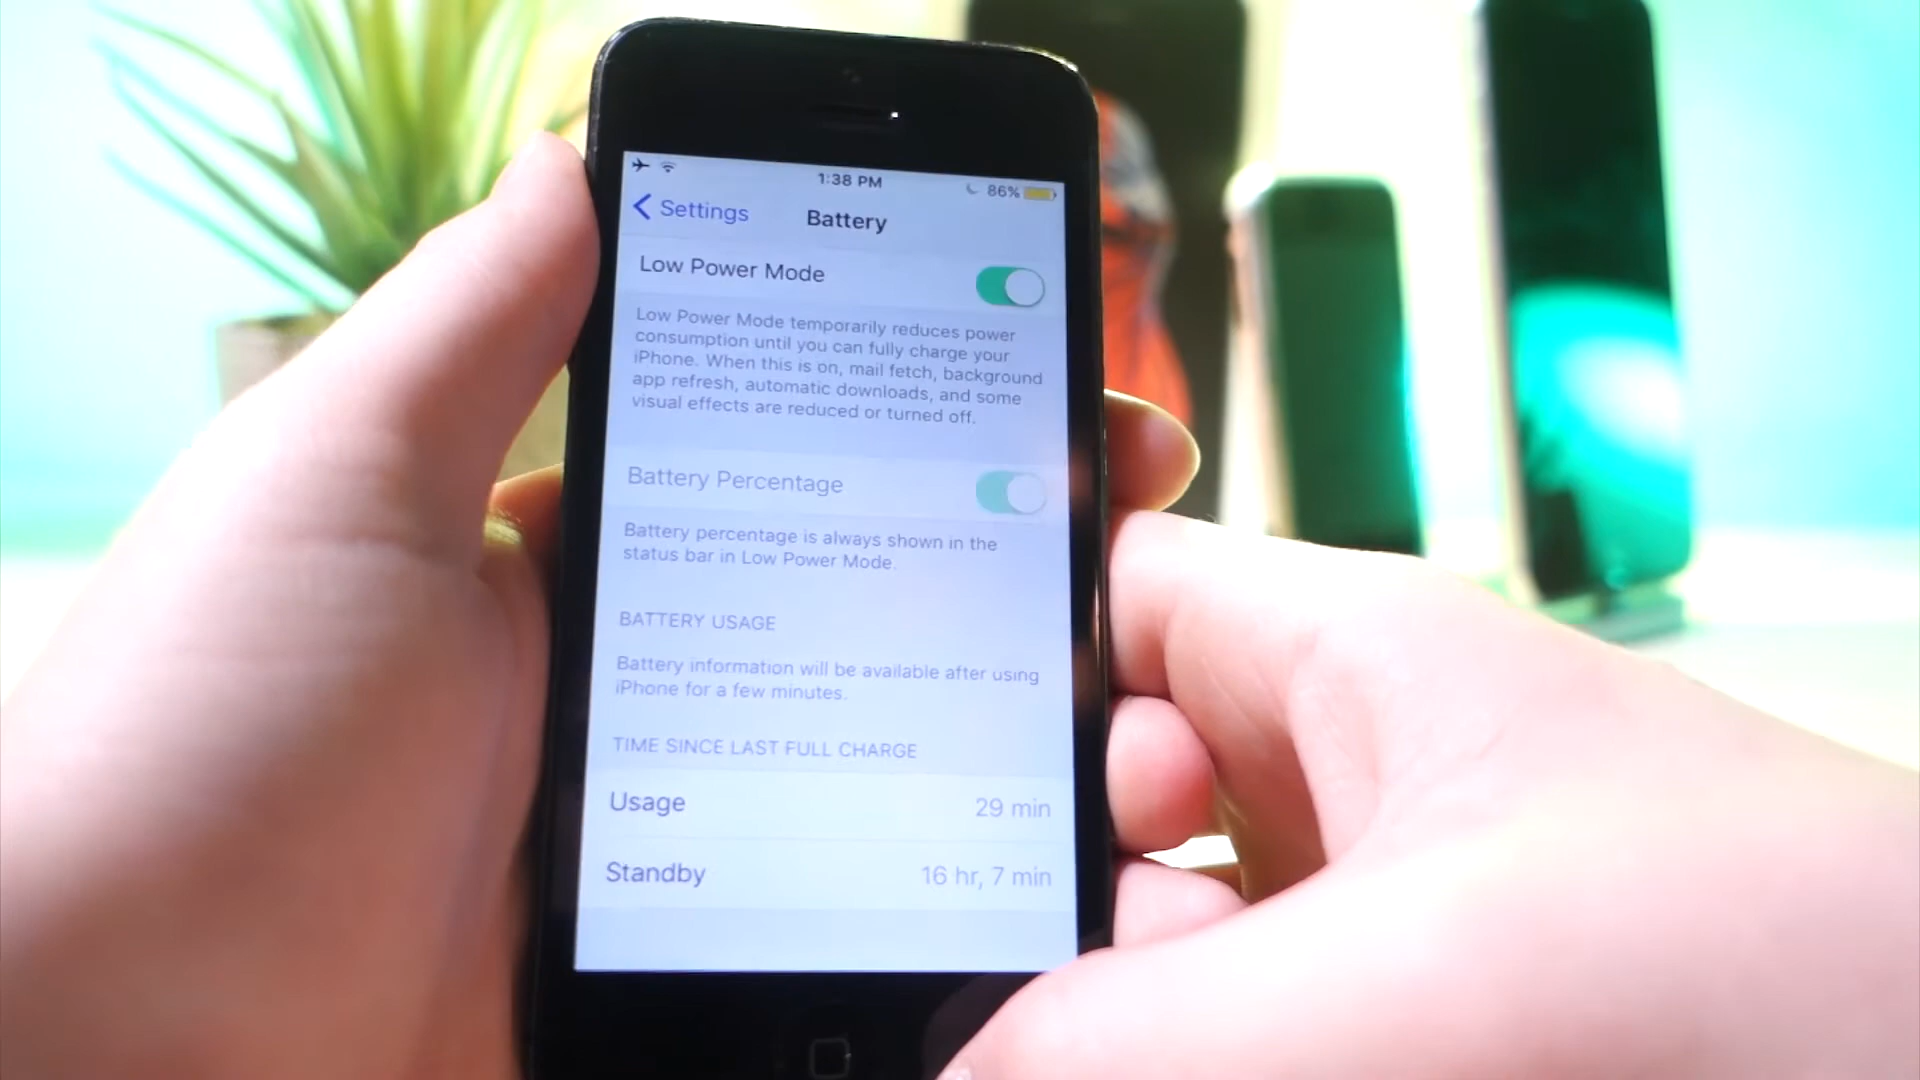 1:38 PM
86%
Settings
Battery
Low Power Mode
Low Power Mode temporarily reduces power
consumption until you can fully charge your
iPhone. When this is on, mail fetch, background
app refresh, automatic downloads, and some
visual effects are reduced or turned off.
Battery Percentage
Battery percentage is always shown in the
status bar in Low Power Mode.
BATTERY USAGE
Battery information will be available after using
iPhone for a few minutes.
TIME SINCE LAST FULL CHARGE
Usage 29 min
Standby 16 hr, 7 min